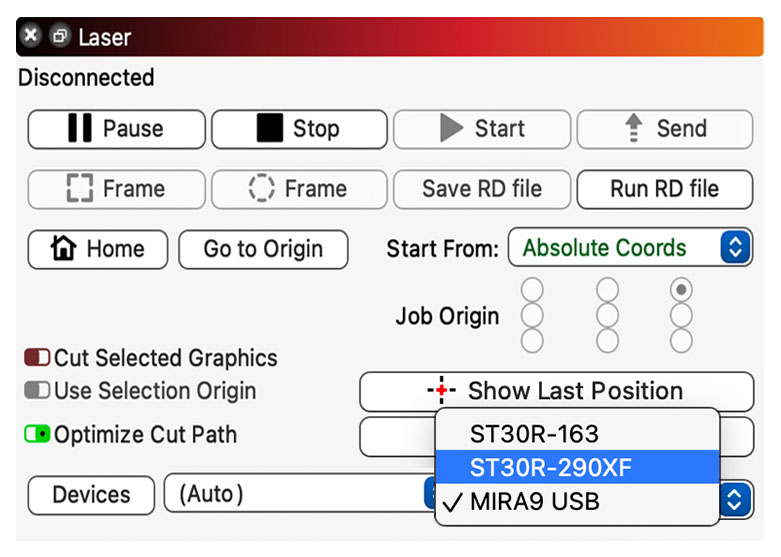 Laser
Disconnected
Pause Stop Start Send
Frame Frame Save RD file Run RD file
Home Go to Origin Start From: Absolute Coords
Job Origin
Cut Selected Graphics
Use Selection Origin Show Last Position
Optimize Cut Path ST30R-163
ST30R-290XF
Devices (Auto) ✓ MIRA9 USB